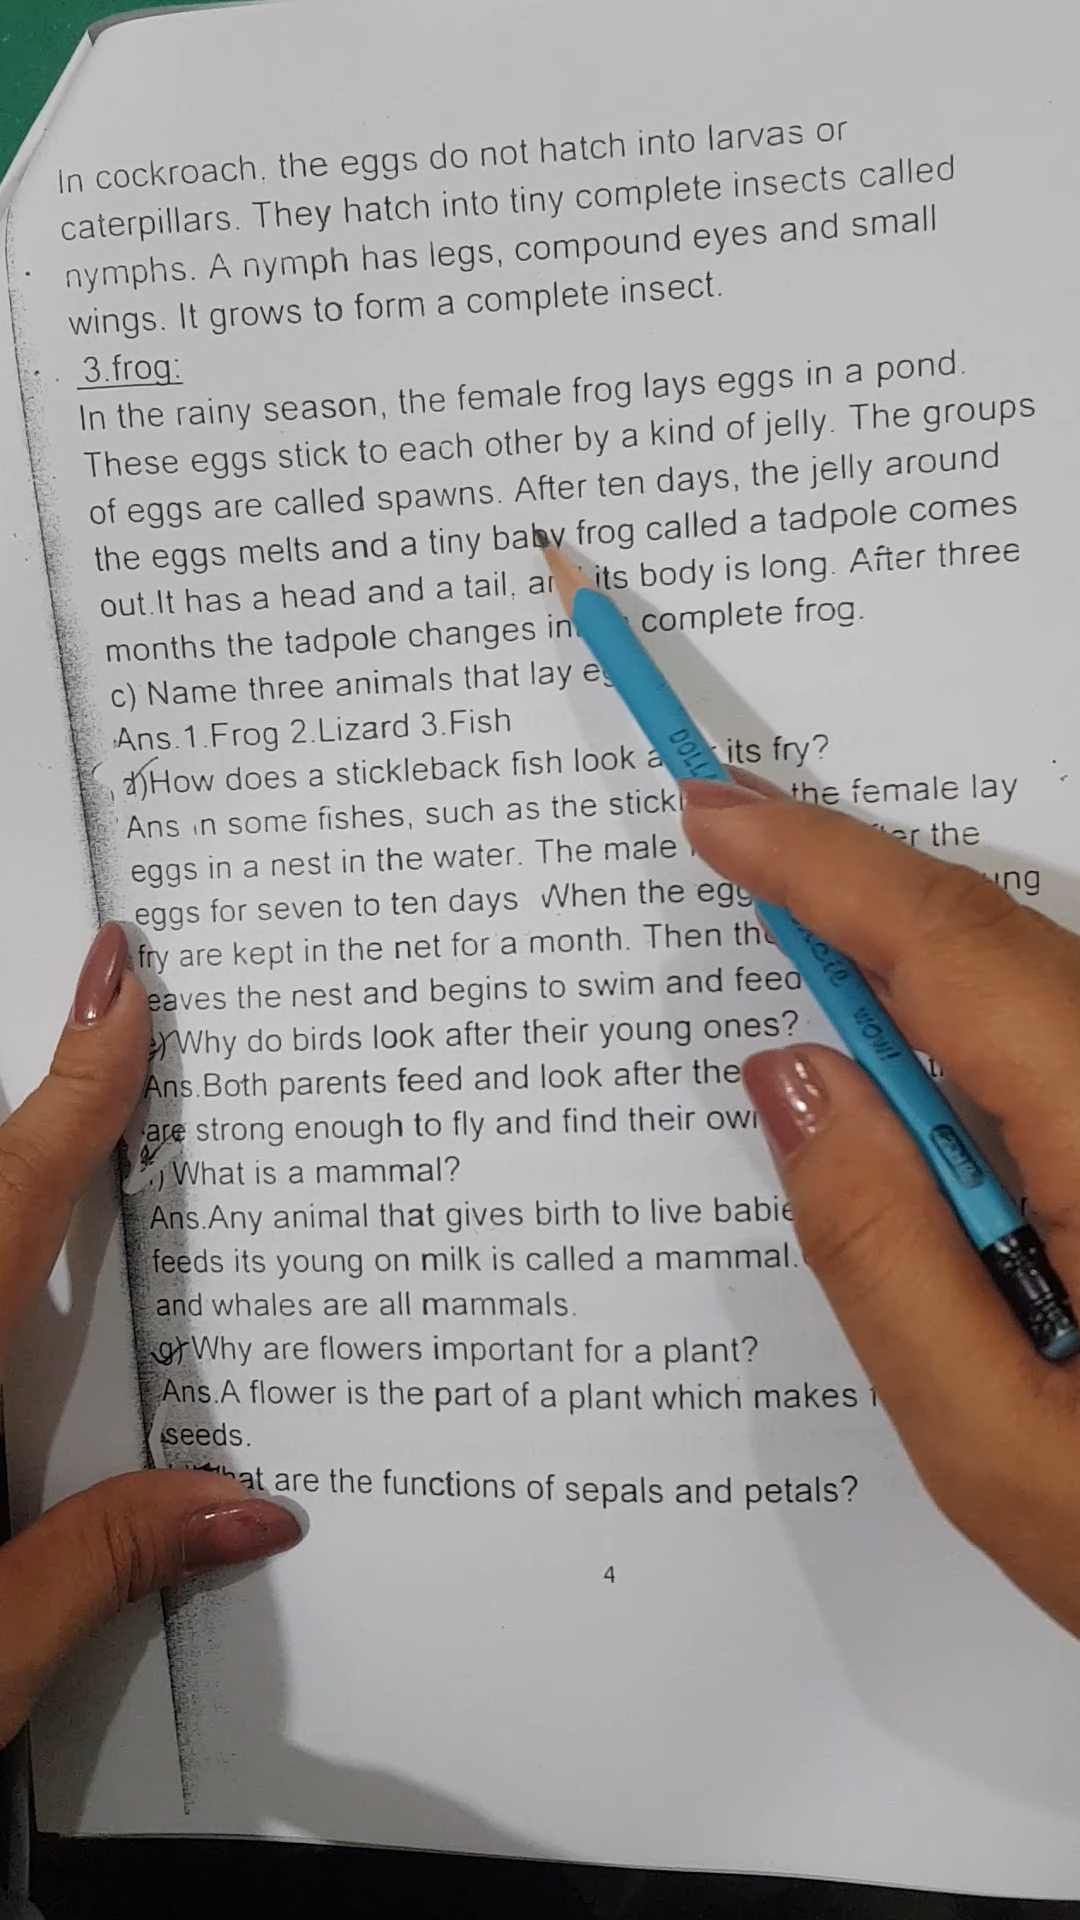 In cockroach, the eggs do not hatch into larvas or
caterpillars. They hatch into tiny complete insects called
nymphs. A nymph has legs, compound eyes and small
wings. It grows to form a complete insect.
3.frog:
In the rainy season, the female frog lays eggs in a pond.
These eggs stick to each other by a kind of jelly. The groups
of eggs are called spawns. After ten days, the jelly around
the eggs melts and a tiny baby frog called a tadpole comes
out.It has a head and a tail, its body is long. After three
months the tadpole changes complete frog.
c) Name three animals that lay
Ans.1.Frog 2.Lizard 3.Fish
d)How does a stickleback fish look its fry?
Ans in some fishes, such as the the female lay
eggs in a nest in the water. The male the
eggs for seven to ten days When the
fry are kept in the net for a month. Then
eaves the nest and begins to swim and feed
Why do birds look after their young ones?
Ans.Both parents feed and look after the
are strong enough to fly and find their
What is a mammal?
Ans.Any animal that gives birth to live
feeds its young on milk is called a mammal.
and whales are all mammals.
g)Why are flowers important for a plant?
Ans.A flower is the part of a plant which makes
seeds.
are the functions of sepals and petals?
4